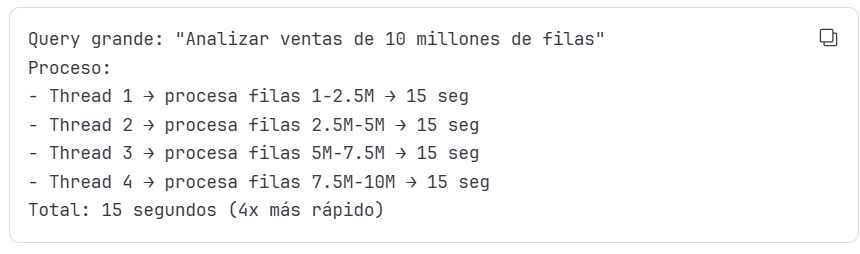 Query grande: "Analizar ventas de 10 millones de filas"
Proceso:
- Thread 1 → procesa filas 1-2.5M → 15 seg
- Thread 2 → procesa filas 2.5M-5M → 15 seg
- Thread 3 → procesa filas 5M-7.5M → 15 seg
- Thread 4 → procesa filas 7.5M-10M → 15 seg
Total: 15 segundos (4x más rápido)